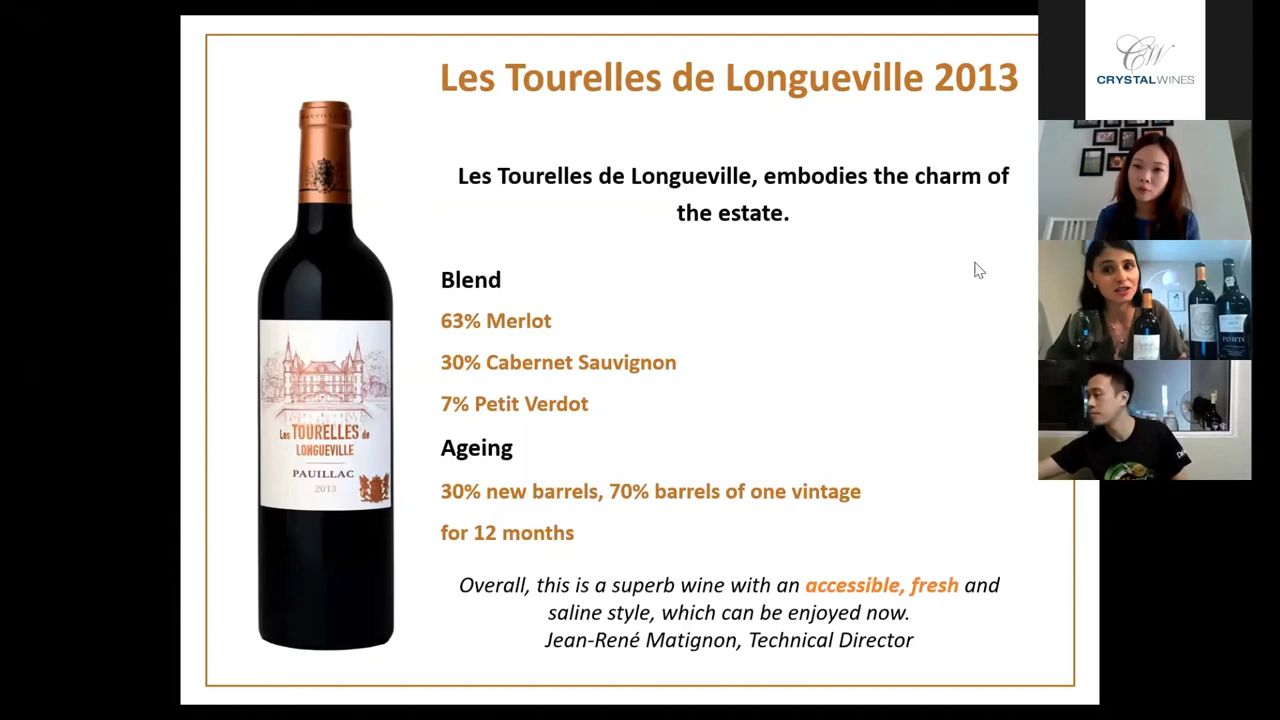 Les Tourelles de Longueville 2013
Les Tourelles de Longueville, embodies the charm of
the estate.
Blend
63% Merlot
30% Cabernet Sauvignon
7% Petit Verdot
Ageing
30% new barrels, 70% barrels of one vintage
for 12 months
Overall, this is a superb wine with an accessible, fresh and
saline style, which can be enjoyed now.
Jean-René Matignon, Technical Director
Les TOURELLES de
LONGUEVILLE
PAUILLAC
2013
CW
CRYSTALWINES
PORTS